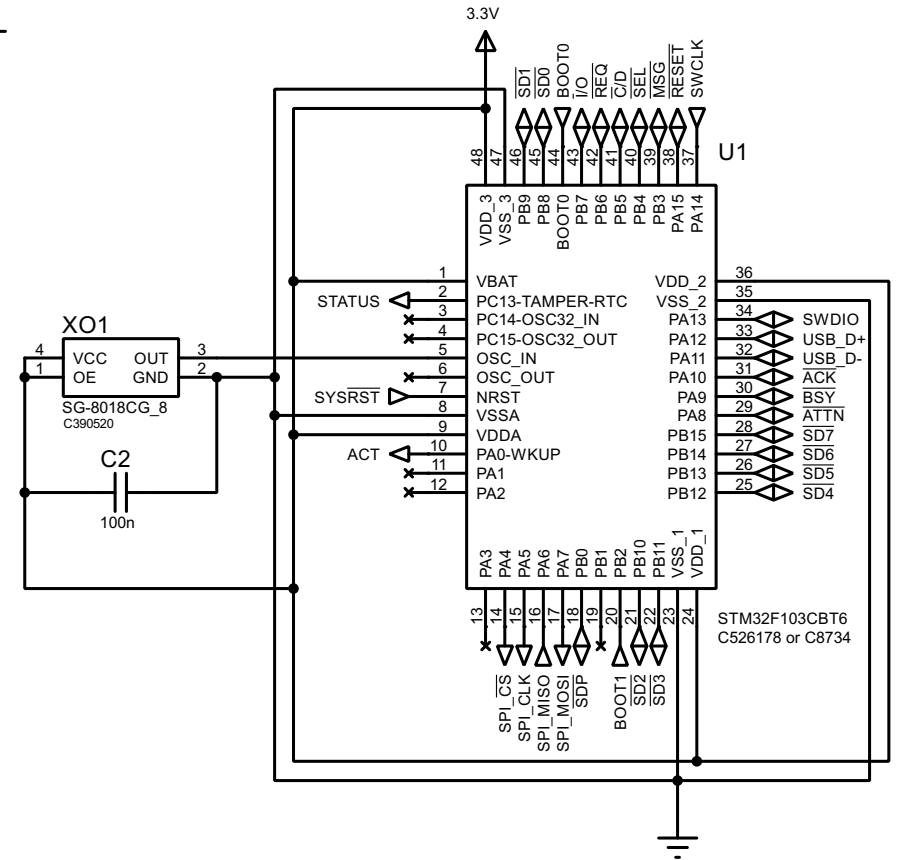 3.3V
SD1
SD0
BOOT0
I/O
REQ
C/D
SEL
MSG
RESET
SWCLK
48
47
46
45
44
43
42
41
40
39
38
37
U1
VDD_3
VSS_3
PB9
PB8
BOOT0
PB7
PB6
PB5
PB4
PB3
PA15
PA14
1 VBAT
STATUS 2 PC13-TAMPER-RTC
3 PC14-OSC32_IN
4 PC15-OSC32_OUT
5 OSC_IN
6 OSC_OUT
SYSRST 7 NRST
8 VSSA
9 VDDA
ACT 10 PA0-WKUP
11 PA1
12 PA2
VDD_2 36
VSS_2 35
PA13 34 SWDIO
PA12 33 USB_D+
PA11 32 USB_D-
PA10 31 ACK
PA9 30 BSY
PA8 29 ATTN
PB15 28 SD7
PB14 27 SD6
PB13 26 SD5
PB12 25 SD4
XO1
4 VCC OUT 3
1 OE GND 2
SG-8018CG_8
C390520
C2
100n
PA3
PA4
PA5
PA6
PA7
PB0
PB1
PB2
PB10
PB11
VSS_1
VDD_1
13
14
15
16
17
18
19
20
21
22
23
24
STM32F103CBT6
C526178 or C8734
SPI_CS
SPI_CLK
SPI_MISO
SPI_MOSI
SDP
BOOT1
SD2
SD3